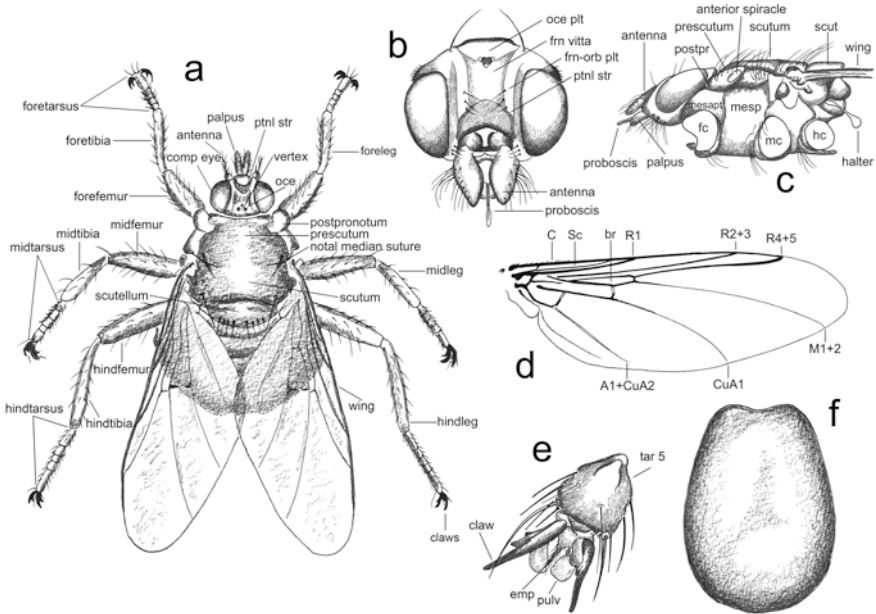 a
foretarsus
foretibia
antenna
palpus
ptnl str
comp eye
vertex
foreleg
oce
forefemur
postpronotum
prescutum
notal median suture
midfemur
midtibia
midtarsus
midleg
scutellum
scutum
hindfemur
hindtarsus
hindtibia
wing
hindleg
claws
b
oce plt
frn vitta
frn-orb plt
ptnl str
antenna
proboscis
anterior spiracle
prescutum
scutum
scut
antenna
postpr
wing
mesapt
mesp
fc
mc
hc
proboscis
palpus
halter
c
C
Sc
br
R1
R2+3
R4+5
d
M1+2
A1+CuA2
CuA1
e
tar 5
claw
emp
pulv
f